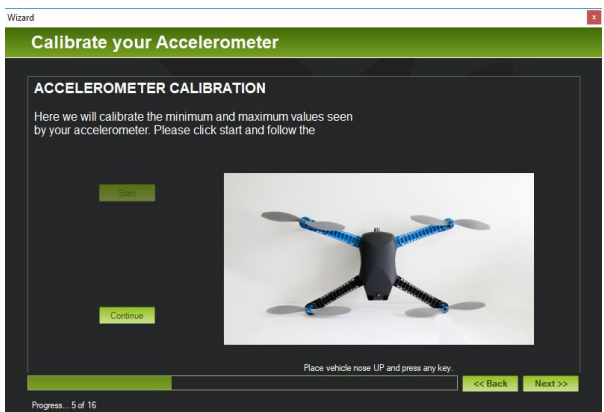 Wizard
x
Calibrate your Accelerometer
ACCELEROMETER CALIBRATION
Here we will calibrate the minimum and maximum values seen
by your accelerometer. Please click start and follow the
Start
Continue
Place vehicle nose UP and press any key.
<< Back
Next >>
Progress... 5 of 16